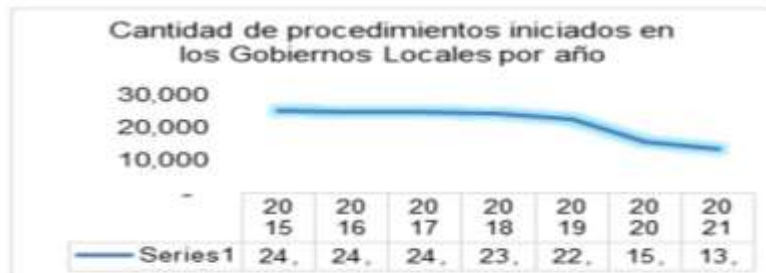 Cantidad de procedimientos iniciados en
los Gobiernos Locales por año
30,000
20,000
10,000
-
20 20 20 20 20 20 20
15 16 17 18 19 20 21
Series1 24, 24, 24, 23, 22, 15, 13,